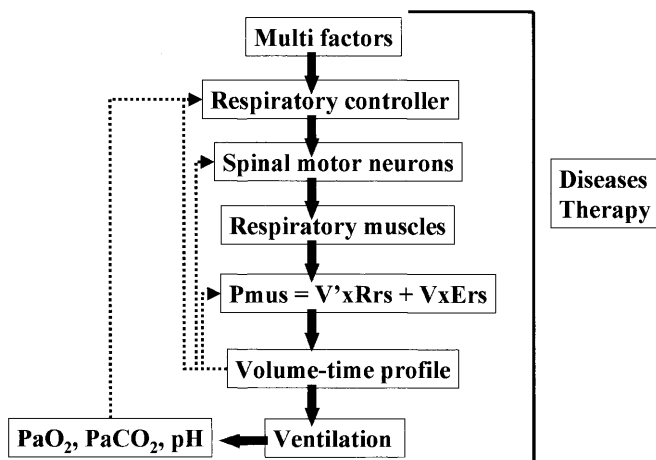 Multi factors
Respiratory controller
Spinal motor neurons
Respiratory muscles
Pmus = V’xRrs + VxErs
Volume-time profile
Ventilation
PaO₂, PaCO₂, pH
Diseases
Therapy